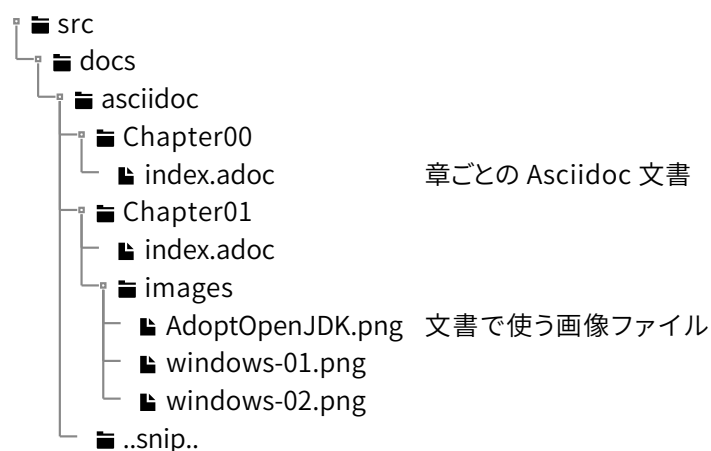 src
docs
asciidoc
Chapter00
index.adoc 章ごとの Asciidoc 文書
Chapter01
index.adoc
images
AdoptOpenJDK.png 文書で使う画像ファイル
windows-01.png
windows-02.png
..snip..